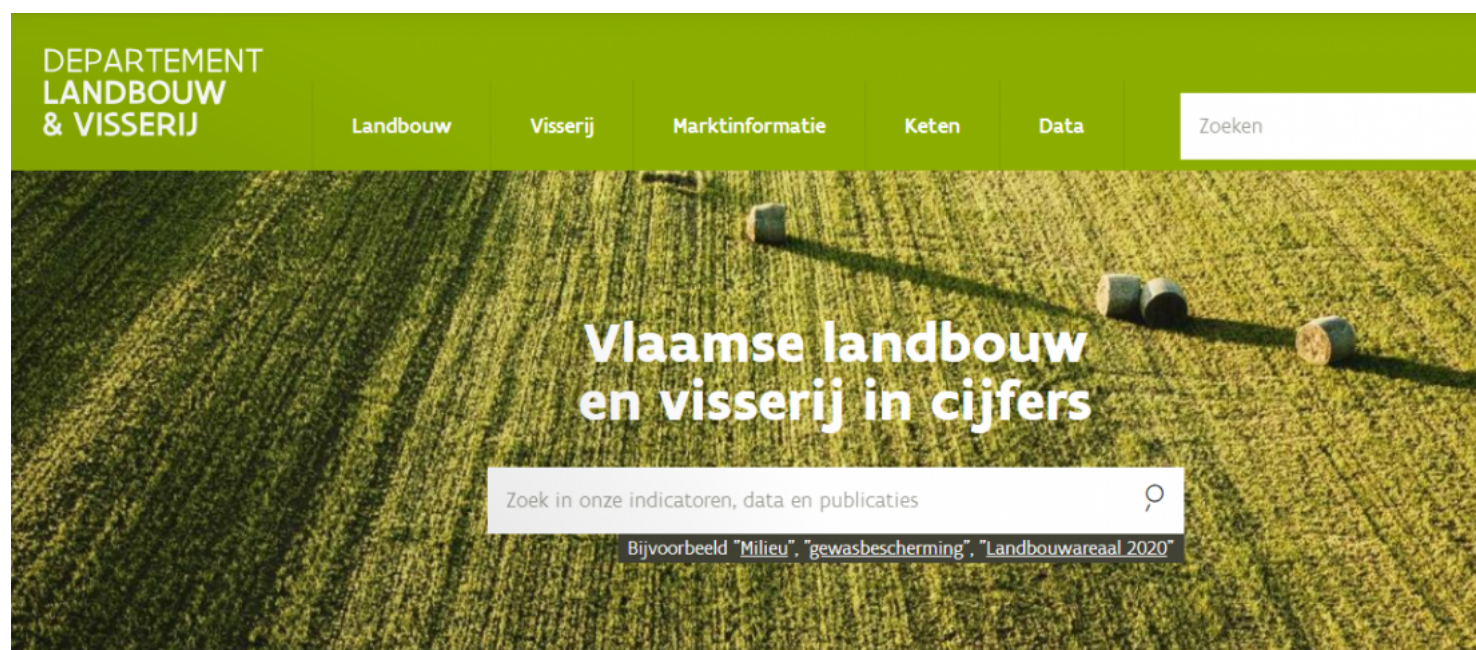 DEPARTEMENT
LANDBOUW
& VISSERIJ
Landbouw Visserij Marktinformatie Keten Data Zoeken
Vlaamse landbouw
en visserij in cijfers
Zoek in onze indicatoren, data en publicaties
Bijvoorbeeld "Milieu", "gewasbescherming", "Landbouwareaal 2020"